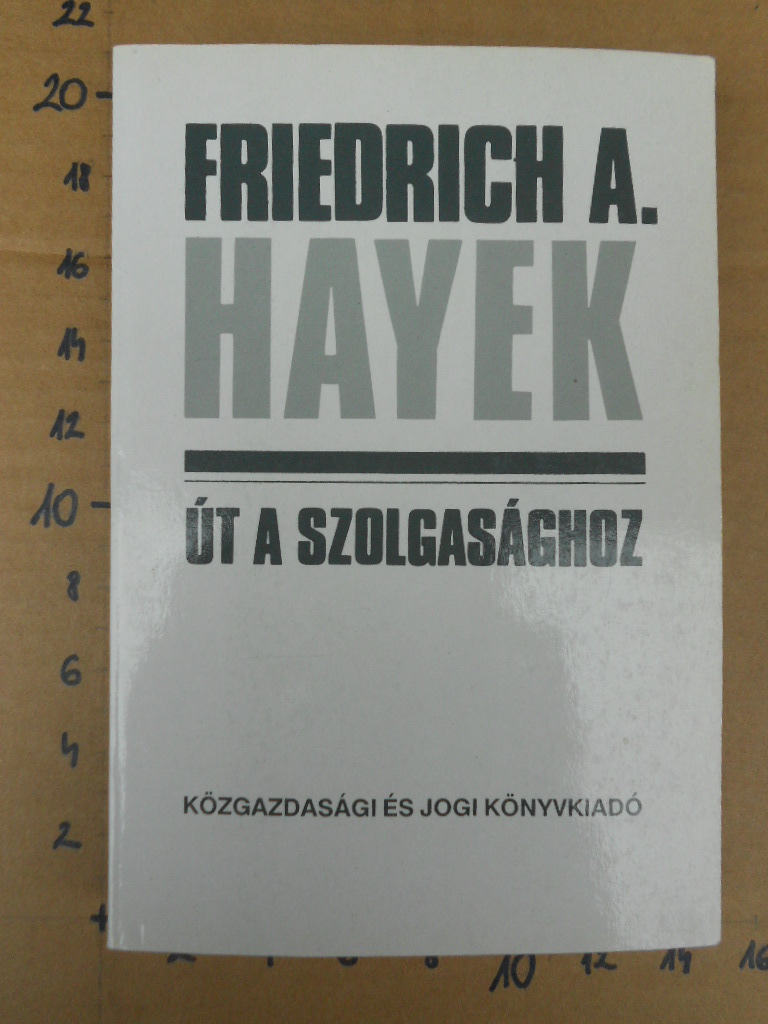 22
20
FRIEDRICH A.
18
HAYEK
16
14
12
10
ÚT A SZOLGASÁGHOZ
8
6
4
KÖZGAZDASÁGI ÉS JOGI KÖNYVKIADÓ
2
10 12 14 16